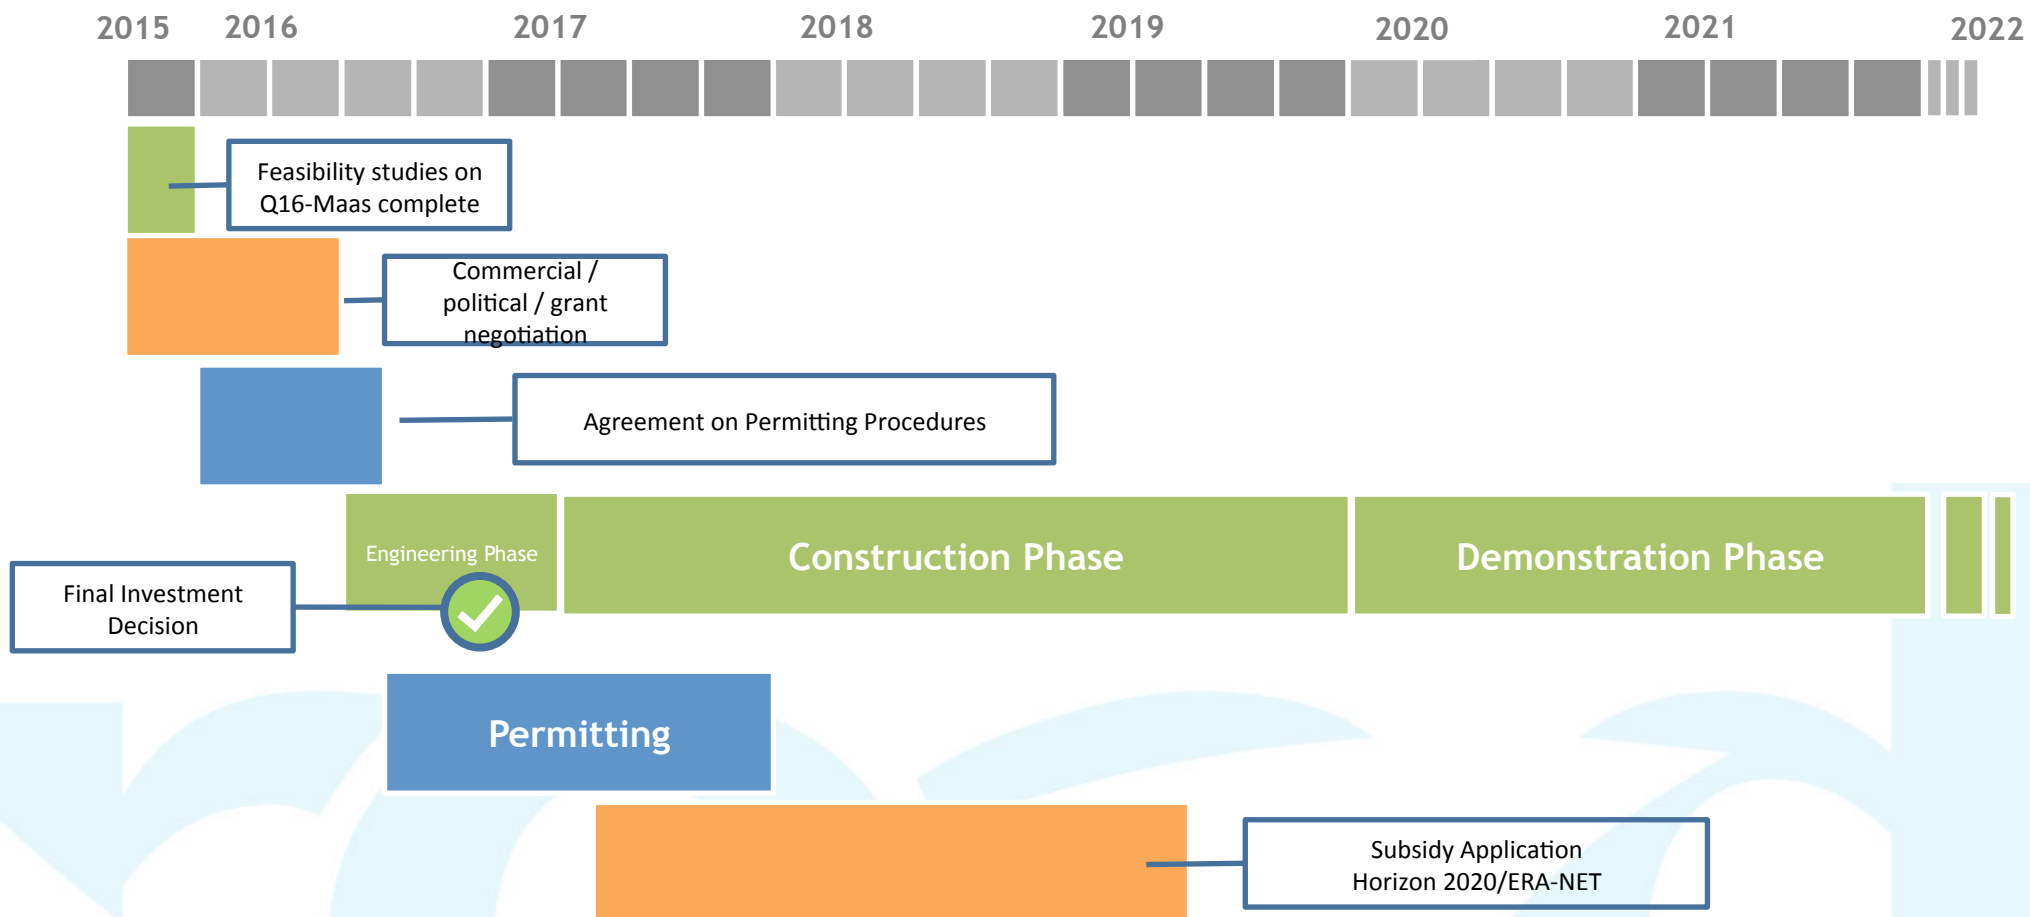 2015 2016 2017 2018 2019 2020 2021 2022
Feasibility studies on
Q16-Maas complete
Commercial /
political / grant
negotiation
Agreement on Permitting Procedures
Engineering Phase
Construction Phase
Demonstration Phase
Final Investment
Decision
Permitting
Subsidy Application
Horizon 2020/ERA-NET